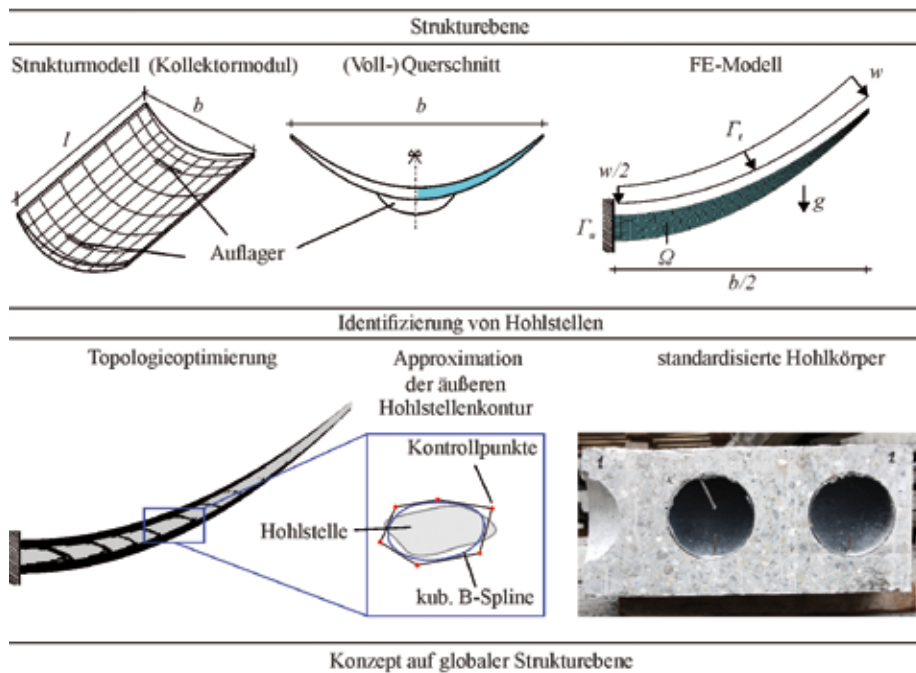 Strukturebene
Strukturmodell (Kollektormodul)
(Voll-) Querschnitt
FE-Modell
l
b
b
w
Γt
w/2
g
Γu
Ω
b/2
Auflager
Identifizierung von Hohlstellen
Topologieoptimierung
Approximation
der äußeren
Hohlstellenkontur
standardisierte Hohlkörper
Kontrollpunkte
Hohlstelle
kub. B-Spline
1
Konzept auf globaler Strukturebene